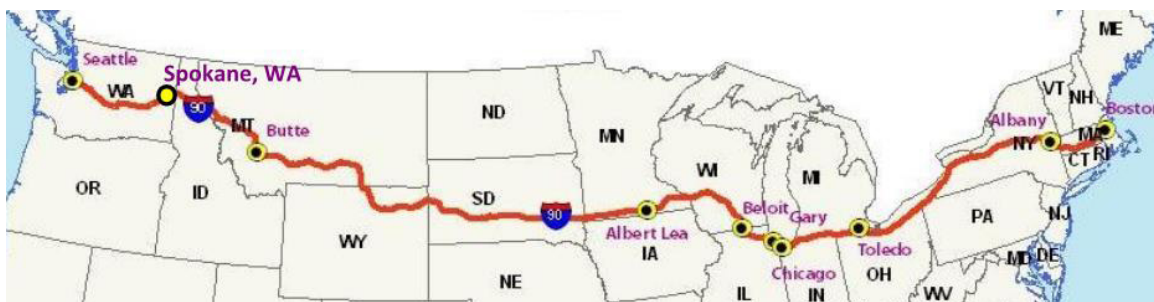 ME
Seattle
Spokane, WA
WA
90
VT
NH
ND
MT
Butte
MN
Albany
Boston
NY
MA
CT
RI
OR
ID
WI
MI
SD
90
Beloit
Gary
WY
Albert Lea
IA
PA
NJ
Toledo
Chicago
OH
MD
DE
NE
IL
IN
WV